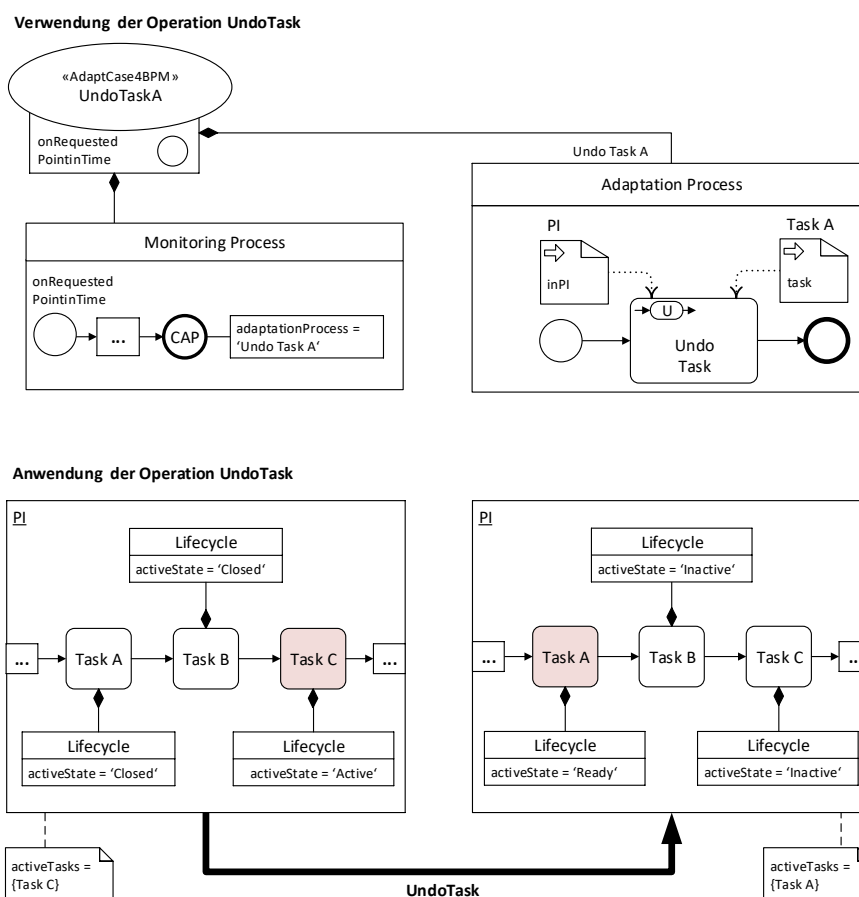 Verwendung der Operation UndoTask
«AdaptCase4BPM»
UndoTaskA
onRequested
PointinTime
Undo Task A
Monitoring Process
onRequested
PointinTime
...
CAP
adaptationProcess =
‘Undo Task A‘
Adaptation Process
PI
inPI
Task A
task
U
Undo
Task
Anwendung der Operation UndoTask
PI
Lifecycle
activeState = ‘Closed‘
...
Task A
Task B
Task C
...
Lifecycle
activeState = ‘Closed‘
Lifecycle
activeState = ‘Active‘
activeTasks =
{Task C}
PI
Lifecycle
activeState = ‘Inactive‘
...
Task A
Task B
Task C
...
Lifecycle
activeState = ‘Ready‘
Lifecycle
activeState = ‘Inactive‘
activeTasks =
{Task A}
UndoTask